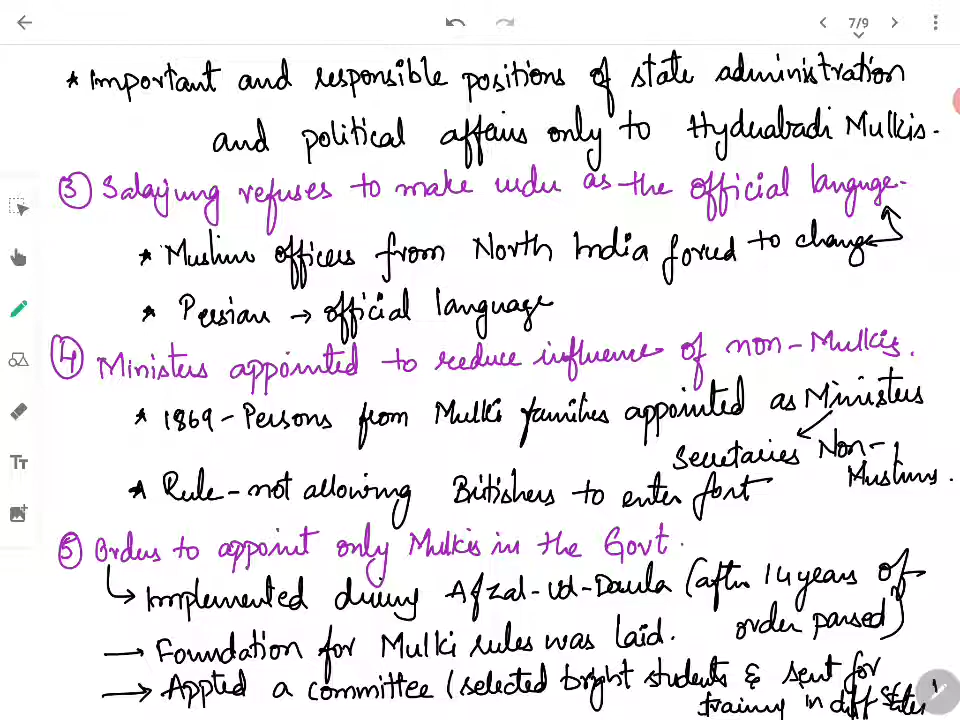 7/9
* Important and responsible positions of state administration
and political affairs only to Hyderabadi Mulkis.
③ Salarjung refuses to make urdu as the official languge.
* Muslim officers from North India forced to change
* Persian → official language
④ Ministers appointed to reduce influence of non-Mulkis.
* 1869 - Persons from Mulki families appointed as Ministers
Secretaries Non-
Muslims.
* Rule - not allowing Britishers to enter fort
⑤ Orders to appoint only Mulkis in the Govt.
Implemented during Afzal-ud-Daula (after 14 years of
order passed)
→ Foundation for Mulki rules was laid.
→ Appted a committee (selected bright students & sent for
training in diff
Tт